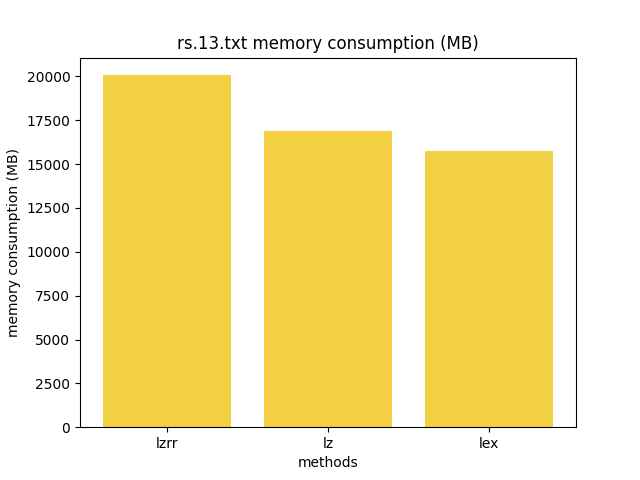 rs.13.txt memory consumption (MB)
memory consumption (MB)
20000
17500
15000
12500
10000
7500
5000
2500
0
lzrr lz lex
methods